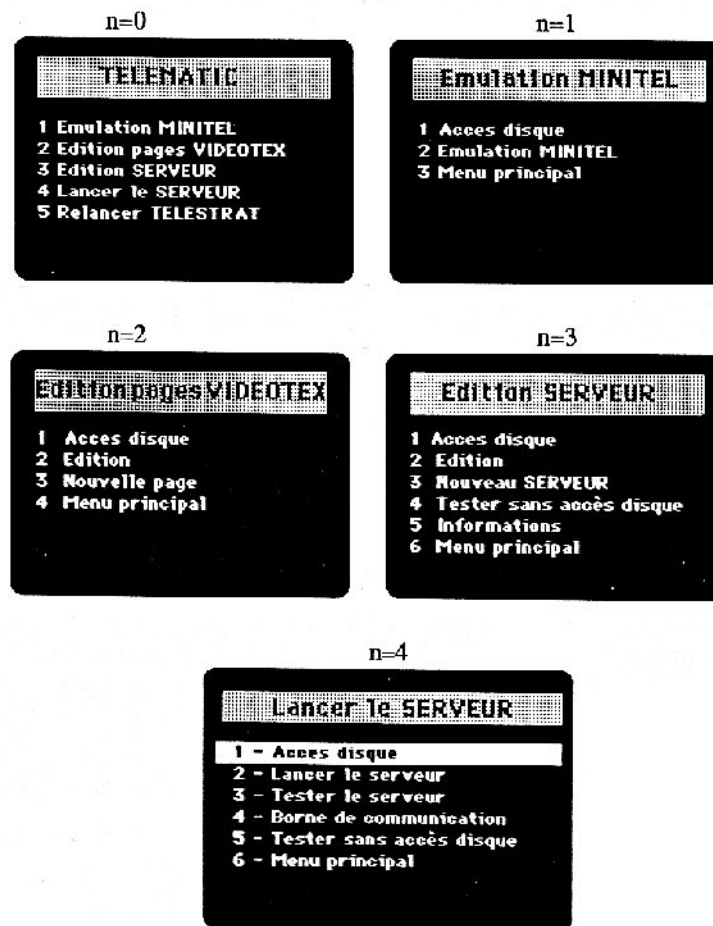 n=0
TELEMATIC
1 Emulation MINITEL
2 Edition pages VIDEOTEX
3 Edition SERVEUR
4 Lancer le SERVEUR
5 Relancer TELESTRAT
n=1
Emulation MINITEL
1 Acces disque
2 Emulation MINITEL
3 Menu principal
n=2
Edition pages VIDEOTEX
1 Acces disque
2 Edition
3 Nouvelle page
4 Menu principal
n=3
Edition SERVEUR
1 Acces disque
2 Edition
3 Nouveau SERVEUR
4 Tester sans accès disque
5 Informations
6 Menu principal
n=4
Lancer le SERVEUR
1 - Acces disque
2 - Lancer le serveur
3 - Tester le serveur
4 - Borne de communication
5 - Tester sans accès disque
6 - Menu principal